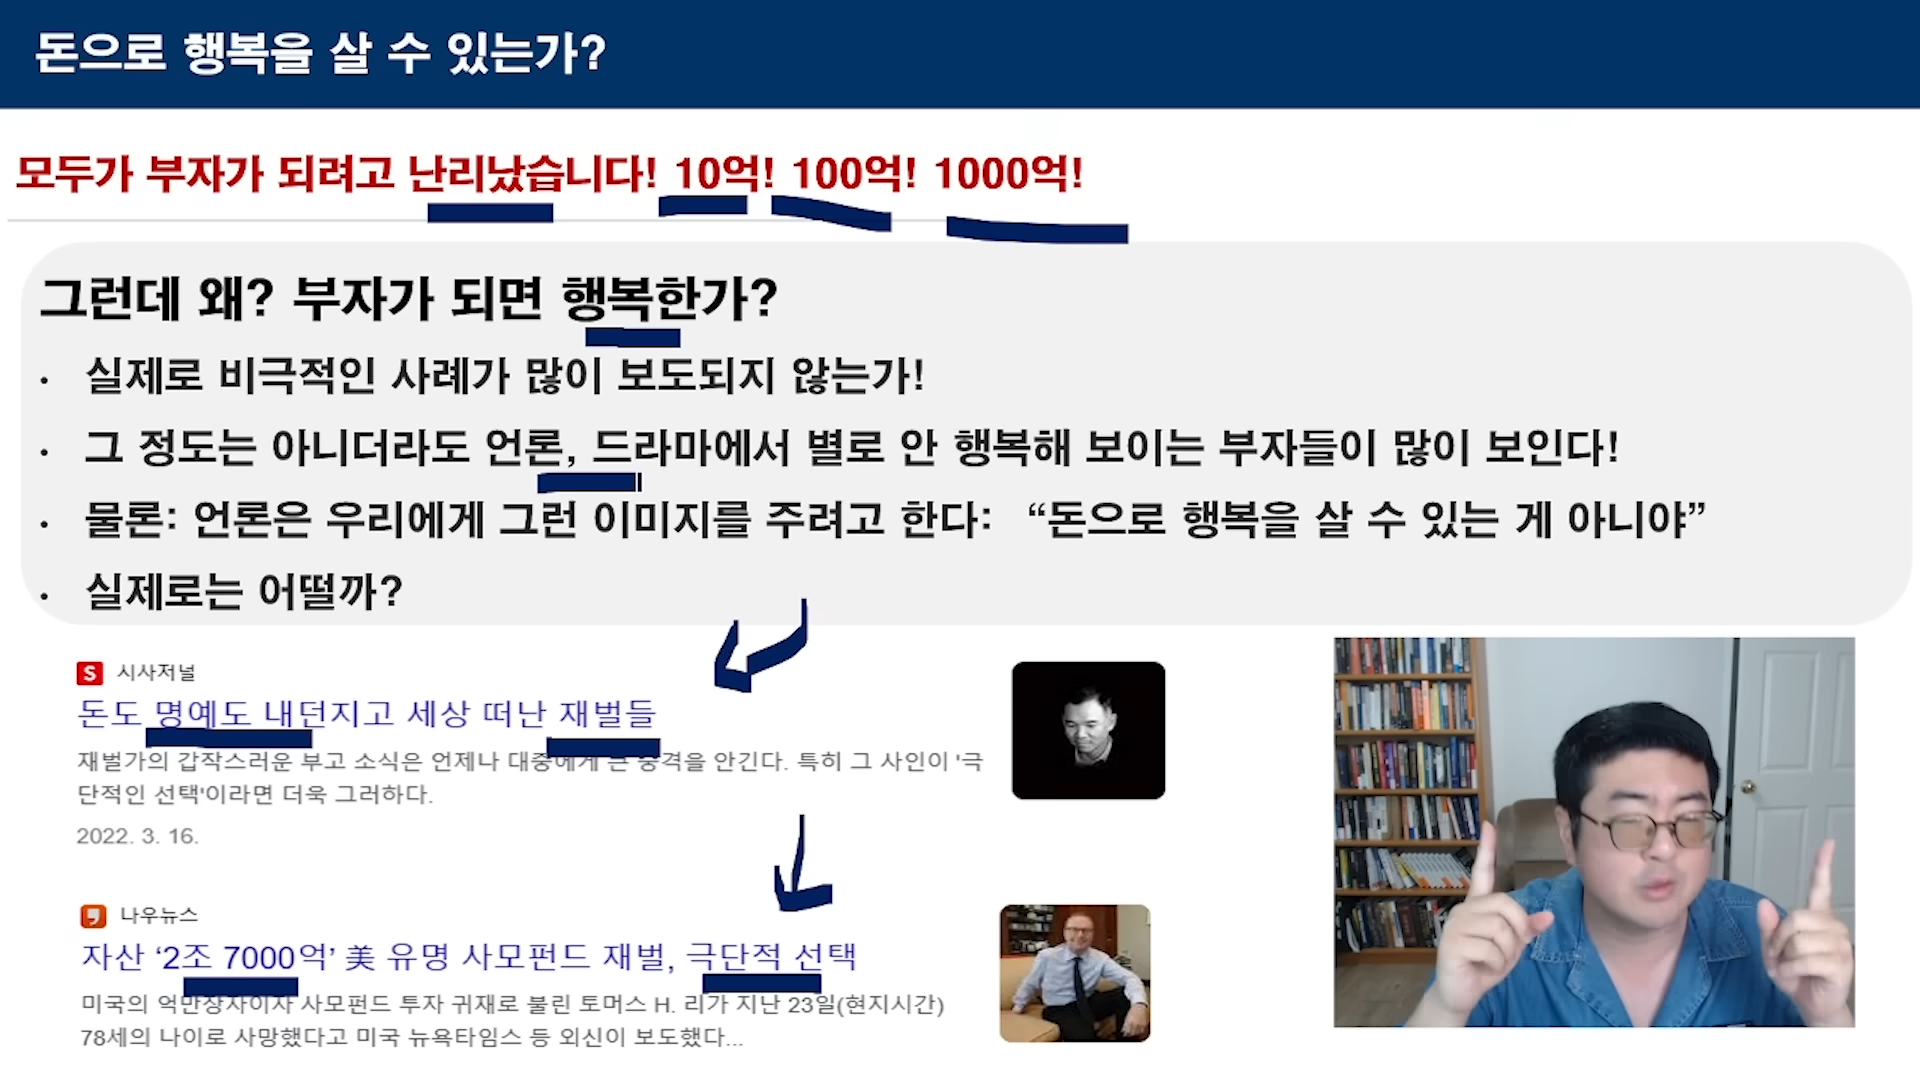 돈으로 행복을 살 수 있는가?
모두가 부자가 되려고 난리났습니다! 10억! 100억! 1000억!
그런데 왜? 부자가 되면 행복한가?
• 실제로 비극적인 사례가 많이 보도되지 않는가!
• 그 정도는 아니더라도 언론, 드라마에서 별로 안 행복해 보이는 부자들이 많이 보인다!
• 물론: 언론은 우리에게 그런 이미지를 주려고 한다: “돈으로 행복을 살 수 있는 게 아니야”
• 실제로는 어떨까?
S 시사저널
돈도 명예도 내던지고 세상 떠난 재벌들
재벌가의 갑작스러운 부고 소식은 언제나 대중에게 큰 충격을 안긴다. 특히 그 사인이 '극
단적인 선택'이라면 더욱 그러하다.
2022. 3. 16.
나우뉴스
자산 ‘2조 7000억’ 美 유명 사모펀드 재벌, 극단적 선택
미국의 억만장자이자 사모펀드 투자 귀재로 불린 토머스 H. 리가 지난 23일(현지시간)
78세의 나이로 사망했다고 미국 뉴욕타임스 등 외신이 보도했다...